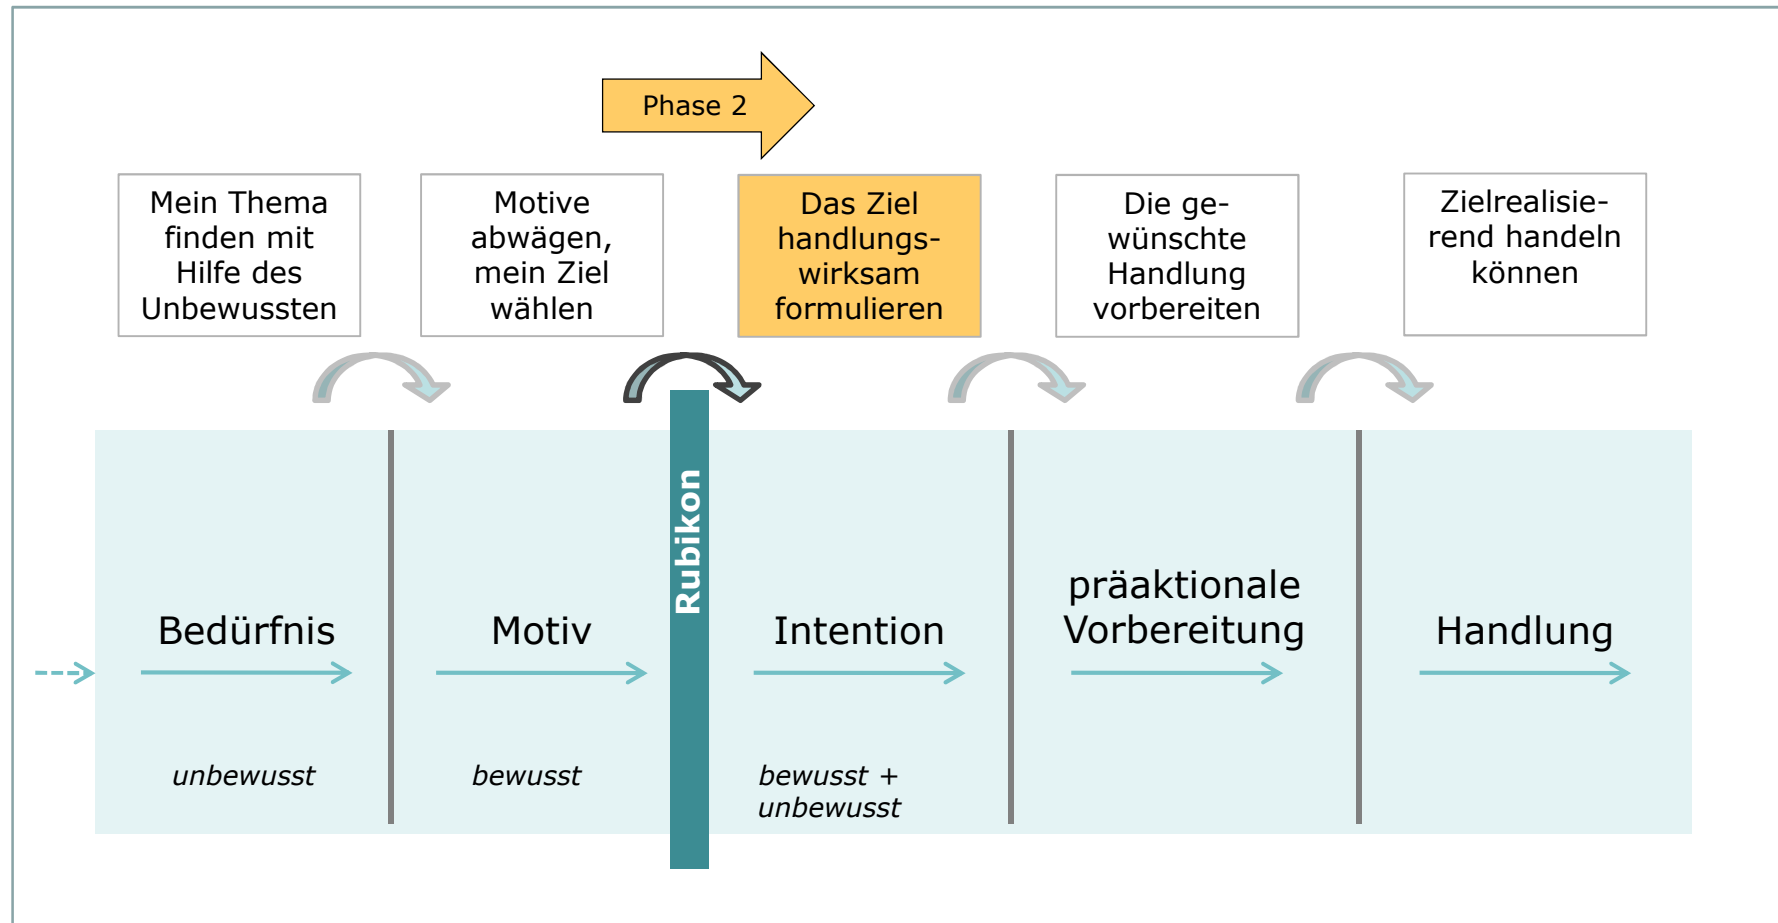 Phase 2
Mein Thema
finden mit
Hilfe des
Unbewussten
Motive
abwägen,
mein Ziel
wählen
Das Ziel
handlungs-
wirksam
formulieren
Die ge-
wünschte
Handlung
vorbereiten
Zielrealisie-
rend handeln
können
Bedürfnis
unbewusst
Motiv
bewusst
Rubikon
Intention
bewusst +
unbewusst
präaktionale
Vorbereitung
Handlung